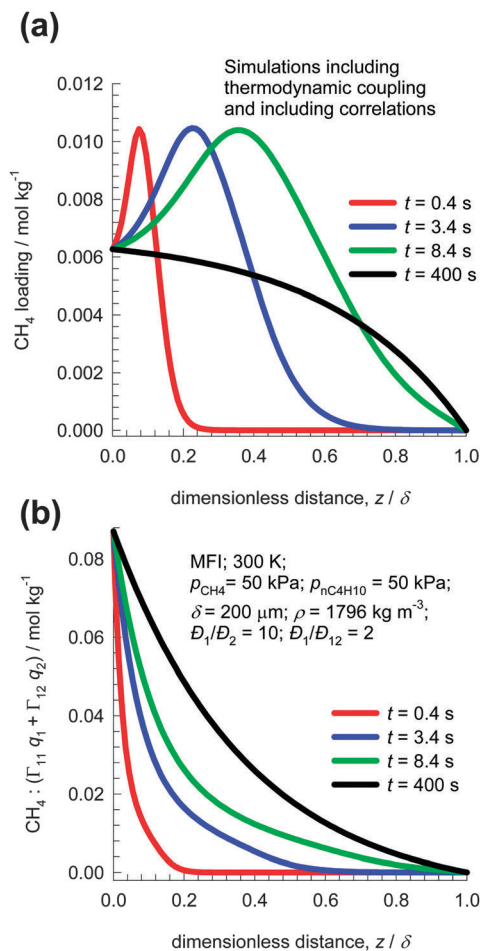 (a)
Simulations including
thermodynamic coupling
and including correlations
t = 0.4 s
t = 3.4 s
t = 8.4 s
t = 400 s
CH4 loading / mol kg-1
0.012
0.010
0.008
0.006
0.004
0.002
0.000
0.0 0.2 0.4 0.6 0.8 1.0
dimensionless distance, z / δ
(b)
MFI; 300 K;
pCH4= 50 kPa; pnC4H10 = 50 kPa;
δ = 200 μm; ρ = 1796 kg m-3;
Đ1/Đ2 = 10; Đ1/Đ12 = 2
t = 0.4 s
t = 3.4 s
t = 8.4 s
t = 400 s
CH4 : (Γ11 q1 + Γ12 q2) / mol kg-1
0.08
0.06
0.04
0.02
0.00
0.0 0.2 0.4 0.6 0.8 1.0
dimensionless distance, z / δ